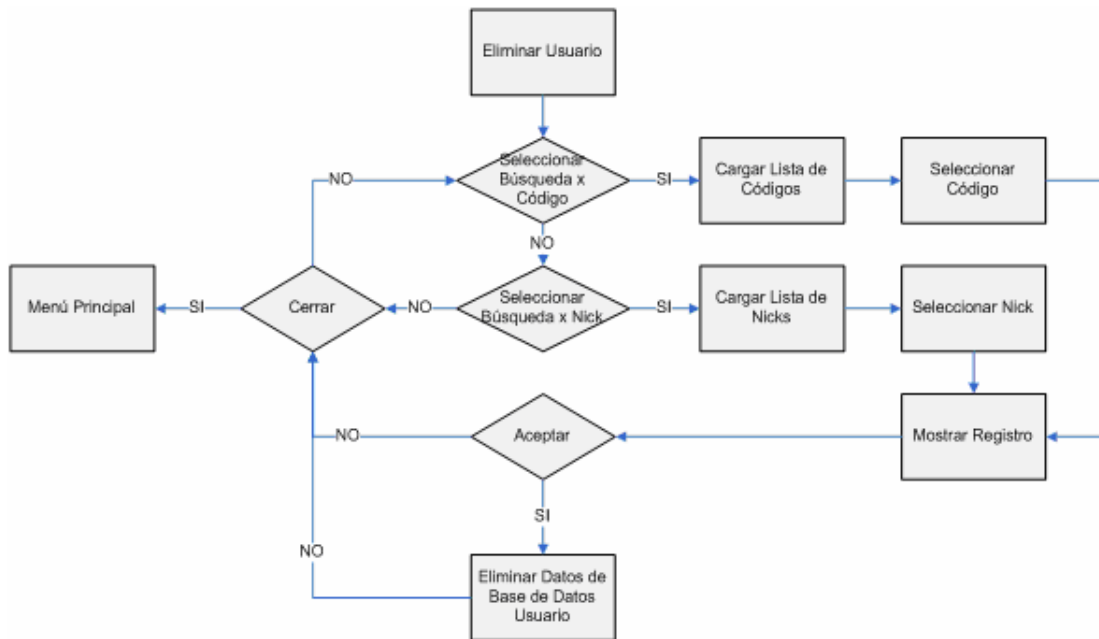 Eliminar Usuario
Seleccionar
Búsqueda x
Código
SI
Cargar Lista de
Códigos
Seleccionar
Código
NO
NO
Menú Principal
SI
Cerrar
NO
Seleccionar
Búsqueda x Nick
SI
Cargar Lista de
Nicks
Seleccionar Nick
NO
Aceptar
Mostrar Registro
SI
NO
Eliminar Datos de
Base de Datos
Usuario